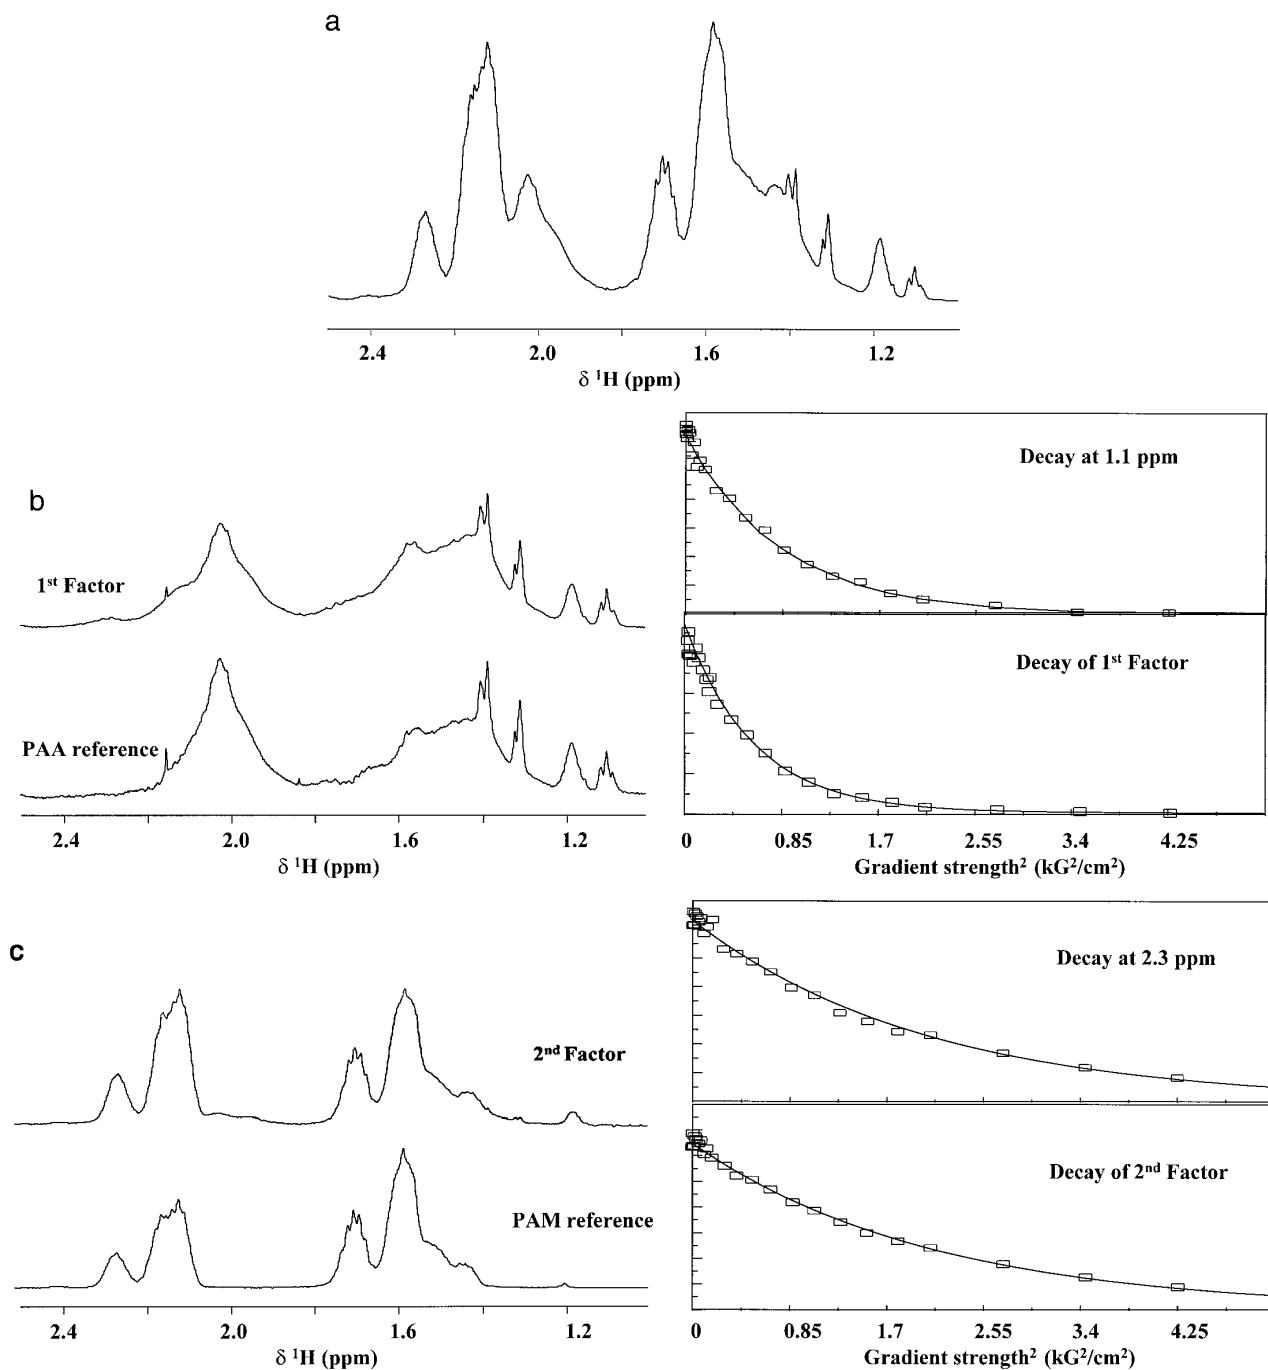 a
2.4 2.0 1.6 1.2
δ ¹H (ppm)
b
1st Factor
PAA reference
2.4 2.0 1.6 1.2
δ ¹H (ppm)
Decay at 1.1 ppm
Decay of 1st Factor
0 0.85 1.7 2.55 3.4 4.25
Gradient strength² (kG²/cm²)
c
2nd Factor
PAM reference
2.4 2.0 1.6 1.2
δ ¹H (ppm)
Decay at 2.3 ppm
Decay of 2nd Factor
0 0.85 1.7 2.55 3.4 4.25
Gradient strength² (kG²/cm²)